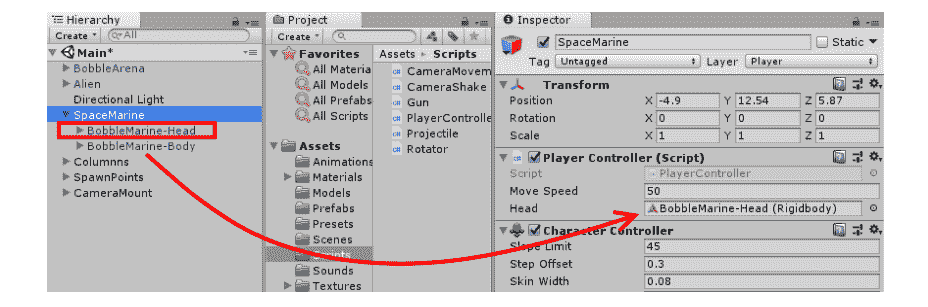 Hierarchy
Create
All
Main*
BobbleArena
Alien
Directional Light
SpaceMarine
BobbleMarine-Head
BobbleMarine-Body
Columnns
SpawnPoints
CameraMount
Project
Create
Favorites
All Materia
All Models
All Prefabs
All Scripts
Assets
Animations
Materials
Models
Prefabs
Presets
Scenes
Scripts
Sounds
Textures
Assets Scripts
CameraMovem
CameraShake
Gun
PlayerControlle
Projectile
Rotator
Inspector
SpaceMarine Static
Tag Untagged Layer Player
Transform
Position X -4.9 Y 12.54 Z 5.87
Rotation X 0 Y 0 Z 0
Scale X 1 Y 1 Z 1
Player Controller (Script)
Script PlayerController
Move Speed 50
Head BobbleMarine-Head (Rigidbody)
Character Controller
Slope Limit 45
Step Offset 0.3
Skin Width 0.08